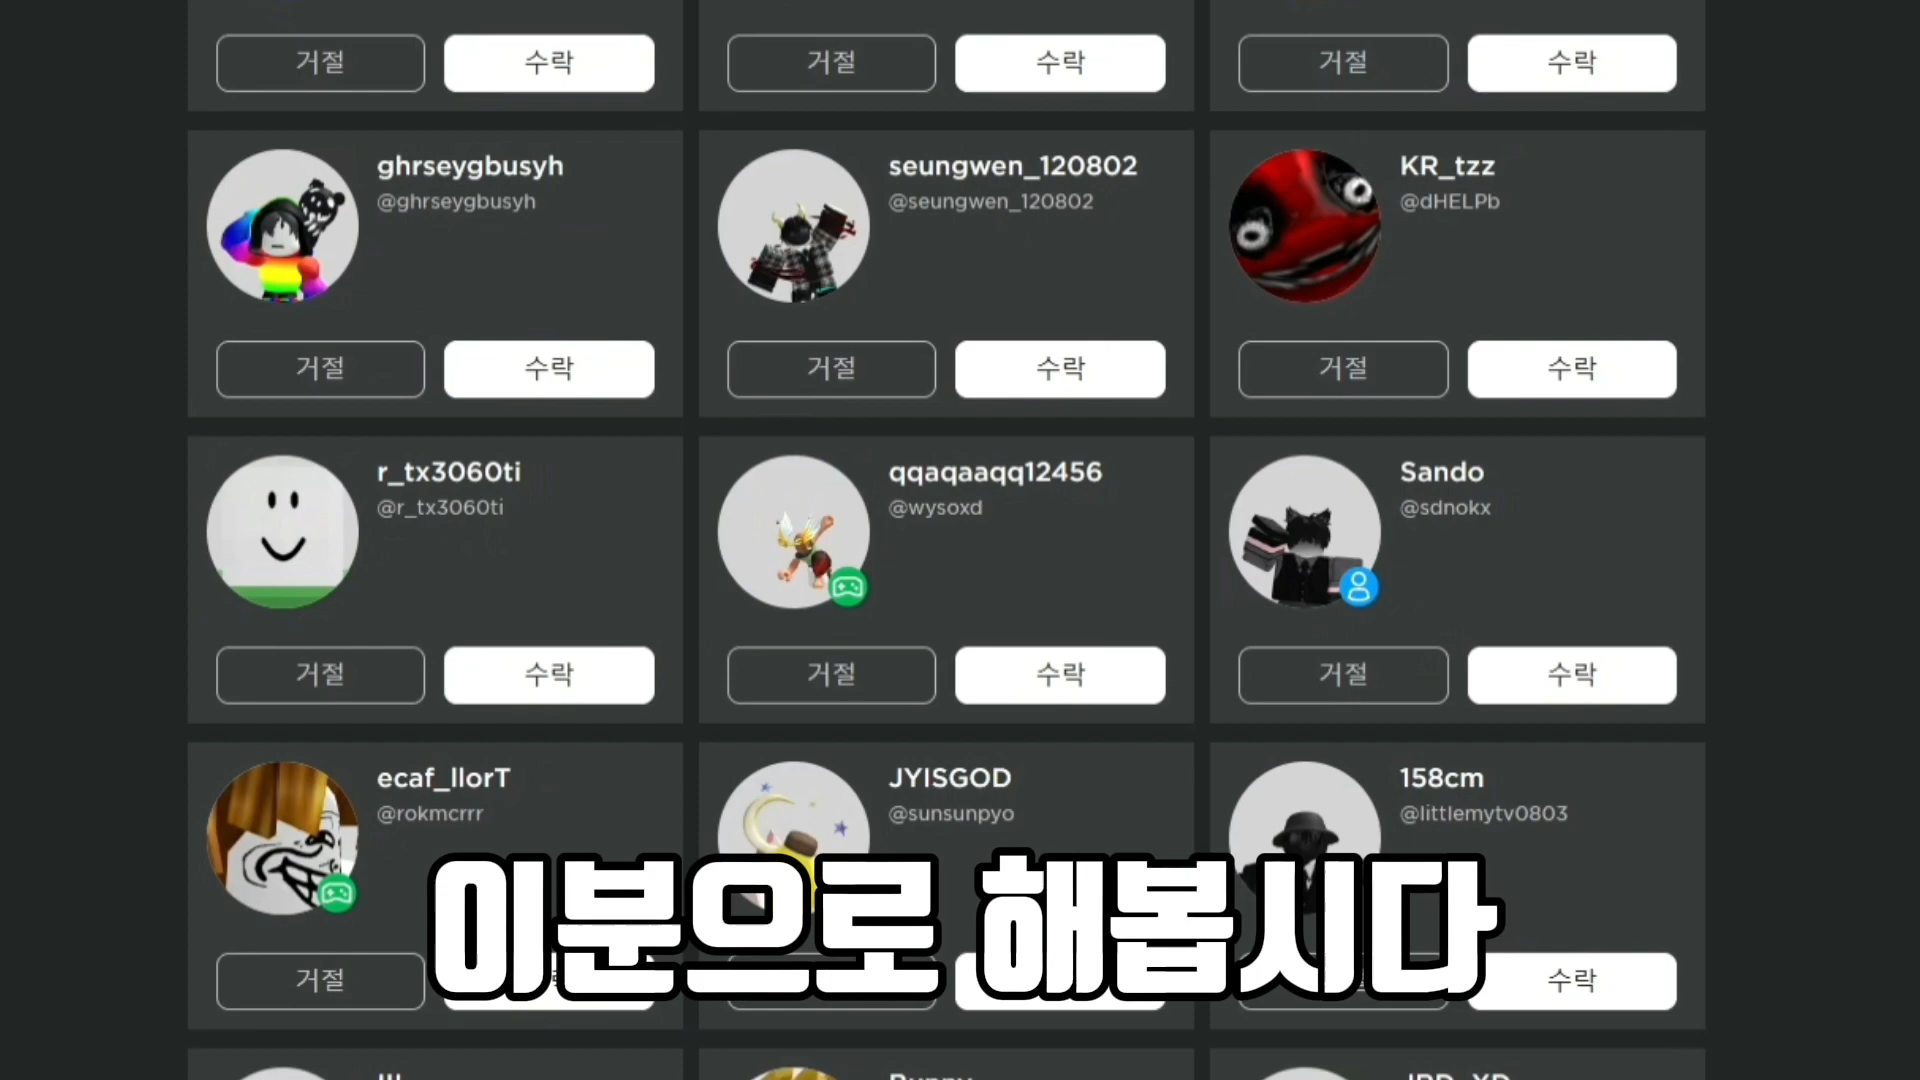 거절 수락 거절 수락 거절 수락
ghrseygbusyh
@ghrseygbusyh
seungwen_120802
@seungwen_120802
KR_tzz
@dHELPb
거절 수락 거절 수락 거절 수락
r_tx3060ti
@r_tx3060ti
qqaqaaqq12456
@wysoxd
Sando
@sdnokx
거절 수락 거절 수락 거절 수락
ecaf_llorT
@rokmcrrr
JYISGOD
@sunsunpyo
158cm
@littlemytv0803
거절 수락
이분으로 해봅시다